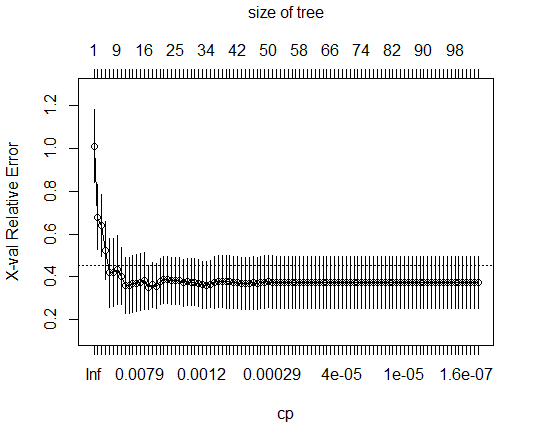 size of tree
1 9 16 25 34 42 50 58 66 74 82 90 98
X-val Relative Error
1.2
1.0
0.8
0.6
0.4
0.2
Inf 0.0079 0.0012 0.00029 4e-05 1e-05 1.6e-07
cp